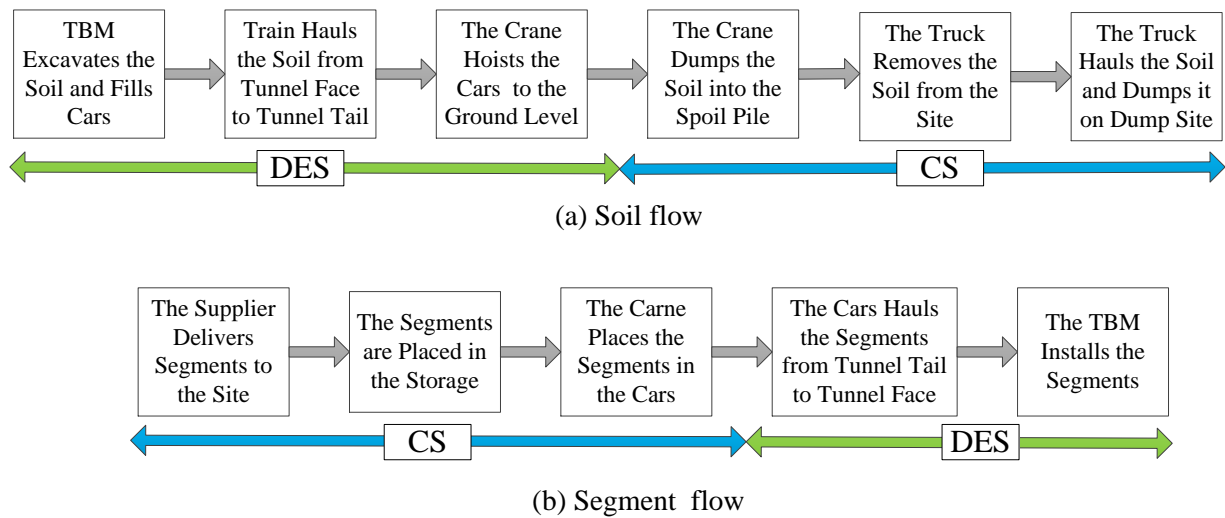 TBM
Excavates the
Soil and Fills
Cars
Train Hauls
the Soil from
Tunnel Face
to Tunnel Tail
The Crane
Hoists the
Cars to the
Ground Level
The Crane
Dumps the
Soil into the
Spoil Pile
The Truck
Removes the
Soil from the
Site
The Truck
Hauls the Soil
and Dumps it
on Dump Site
DES
CS
(a) Soil flow
The Supplier
Delivers
Segments to
the Site
The Segments
are Placed in
the Storage
The Carne
Places the
Segments in
the Cars
The Cars Hauls
the Segments
from Tunnel Tail
to Tunnel Face
The TBM
Installs the
Segments
CS
DES
(b) Segment flow